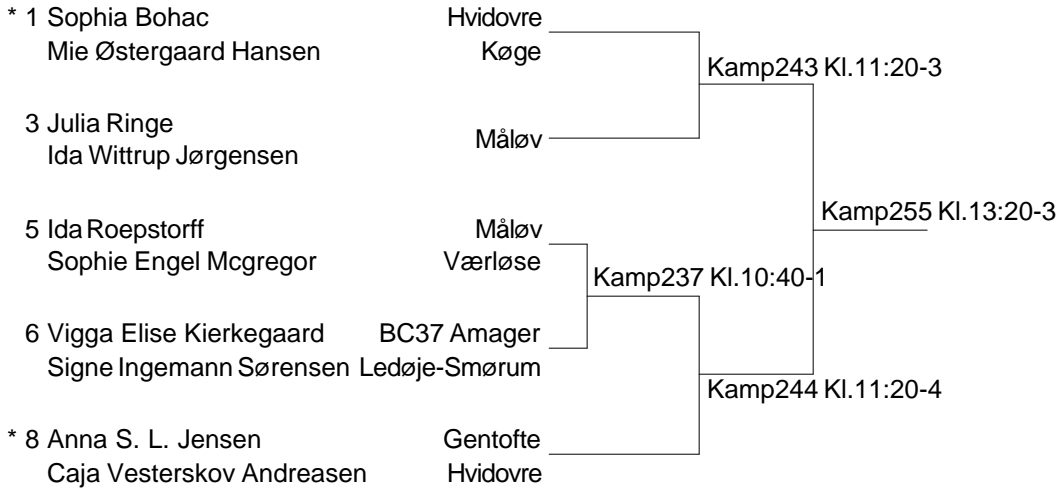 * 1 Sophia Bohac Hvidovre
Mie Østergaard Hansen Køge
Kamp243 Kl.11:20-3
3 Julia Ringe
Måløv
Ida Wittrup Jørgensen
Kamp255 Kl.13:20-3
5 Ida Roepstorff Måløv
Sophie Engel Mcgregor Værløse
Kamp237 Kl.10:40-1
6 Vigga Elise Kierkegaard BC37 Amager
Signe Ingemann Sørensen Ledøje-Smørum
Kamp244 Kl.11:20-4
* 8 Anna S. L. Jensen Gentofte
Caja Vesterskov Andreasen Hvidovre